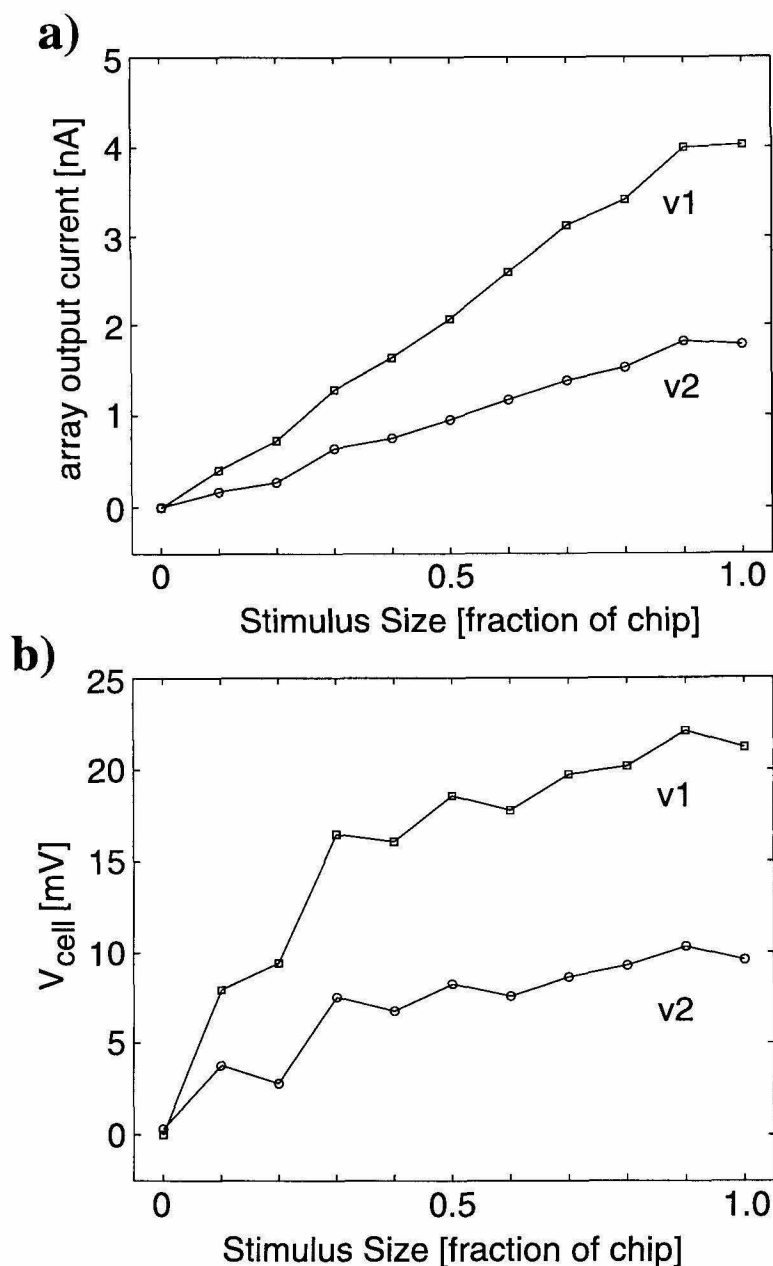 a)
5
4
3
2
1
0
array output current [nA]
v1
v2
0
0.5
1.0
Stimulus Size [fraction of chip]
b)
25
20
15
10
5
0
Vcell [mV]
v1
v2
0
0.5
1.0
Stimulus Size [fraction of chip]